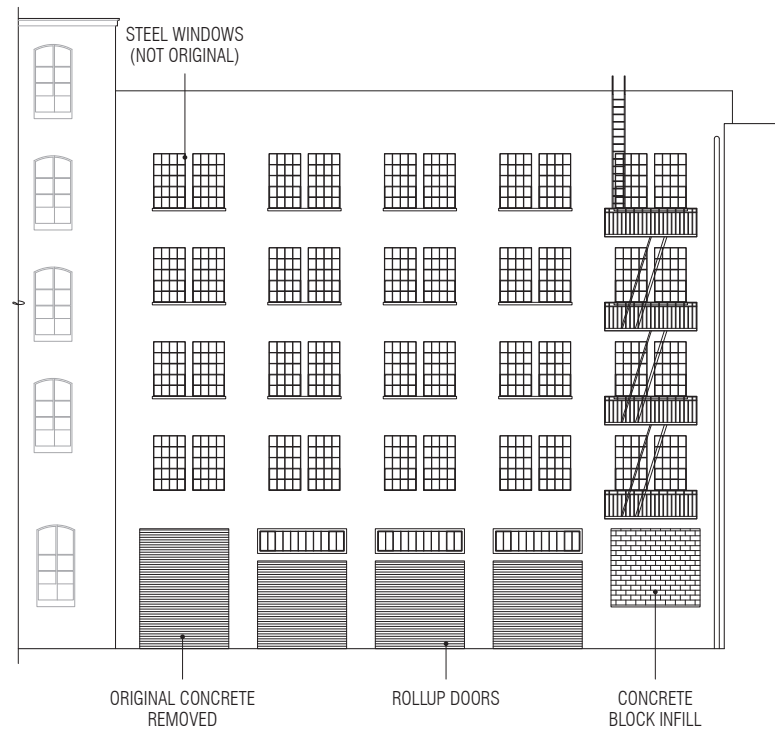 STEEL WINDOWS
(NOT ORIGINAL)
ORIGINAL CONCRETE
REMOVED
ROLLUP DOORS
CONCRETE
BLOCK INFILL